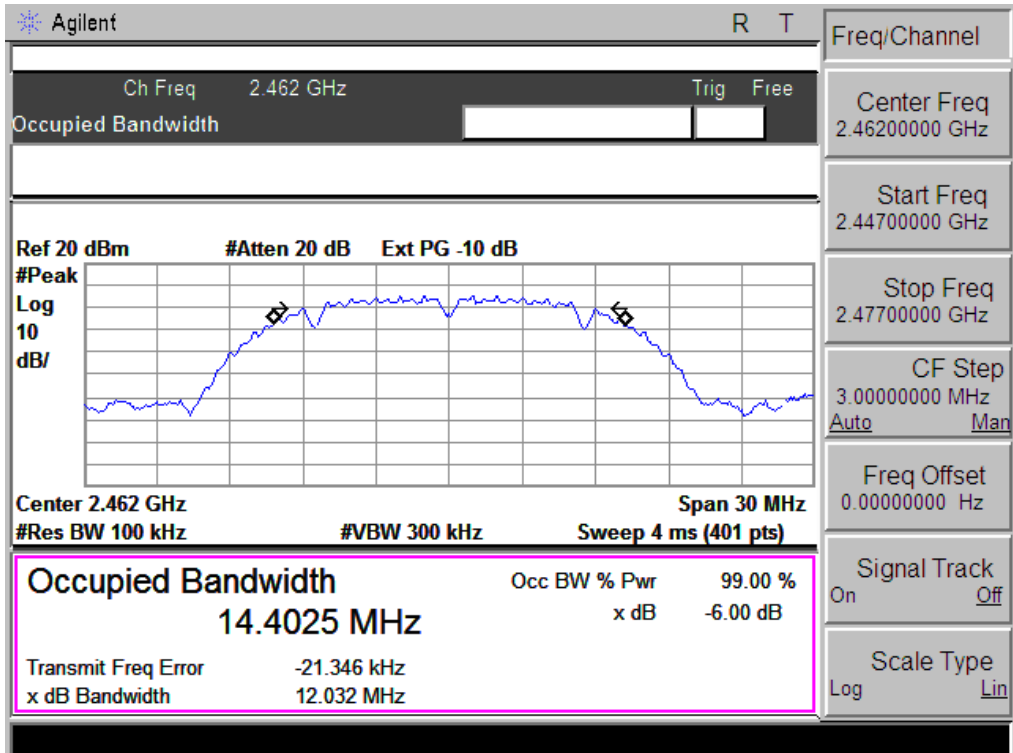 Agilent R T
Ch Freq 2.462 GHz Trig Free
Occupied Bandwidth
Ref 20 dBm #Atten 20 dB Ext PG -10 dB
#Peak
Log
10
dB/
Center 2.462 GHz Span 30 MHz
#Res BW 100 kHz #VBW 300 kHz Sweep 4 ms (401 pts)
Occupied Bandwidth Occ BW % Pwr 99.00 %
14.4025 MHz x dB -6.00 dB
Transmit Freq Error -21.346 kHz
x dB Bandwidth 12.032 MHz
Freq/Channel
Center Freq
2.46200000 GHz
Start Freq
2.44700000 GHz
Stop Freq
2.47700000 GHz
CF Step
3.00000000 MHz
Auto Man
Freq Offset
0.00000000 Hz
Signal Track
On Off
Scale Type
Log Lin